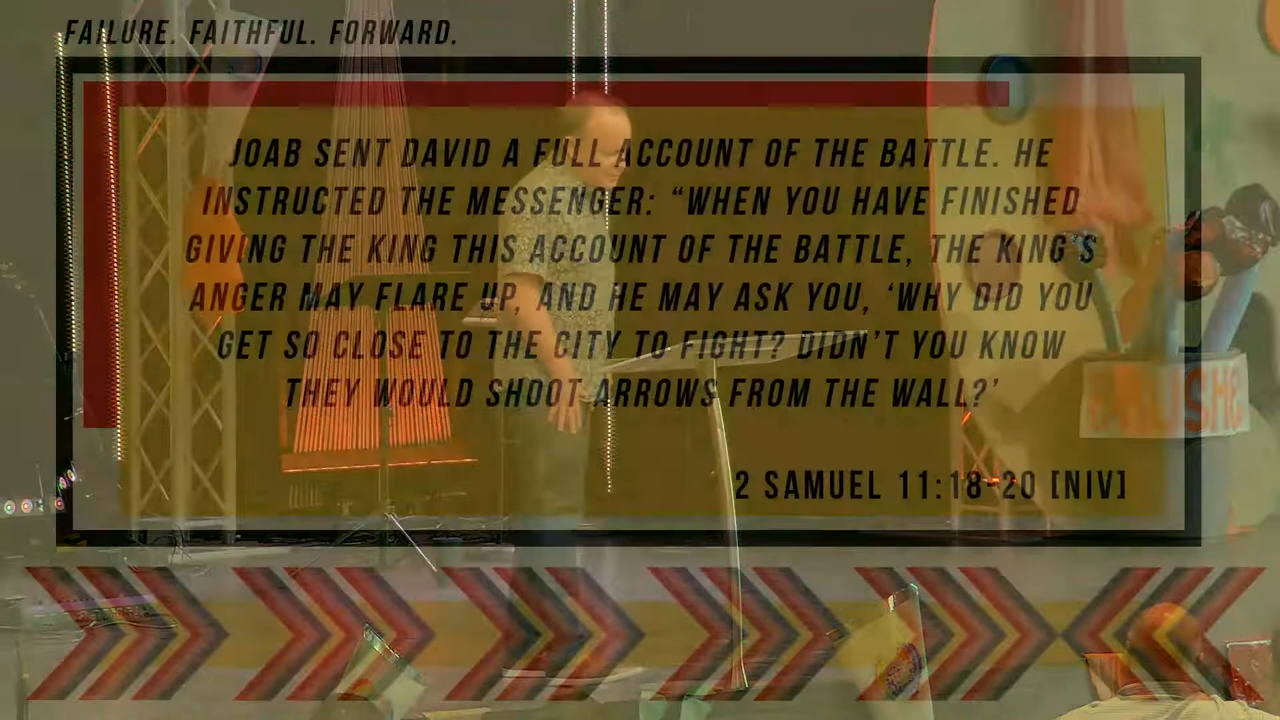 FAILURE. FAITHFUL. FORWARD.
JOAB SENT DAVID A FULL ACCOUNT OF THE BATTLE. HE
INSTRUCTED THE MESSENGER: “WHEN YOU HAVE FINISHED
GIVING THE KING THIS ACCOUNT OF THE BATTLE, THE KING’S
ANGER MAY FLARE UP, AND HE MAY ASK YOU, ‘WHY DID YOU
GET SO CLOSE TO THE CITY TO FIGHT? DIDN’T YOU KNOW
THEY WOULD SHOOT ARROWS FROM THE WALL?’
2 SAMUEL 11:18-20 [NIV]